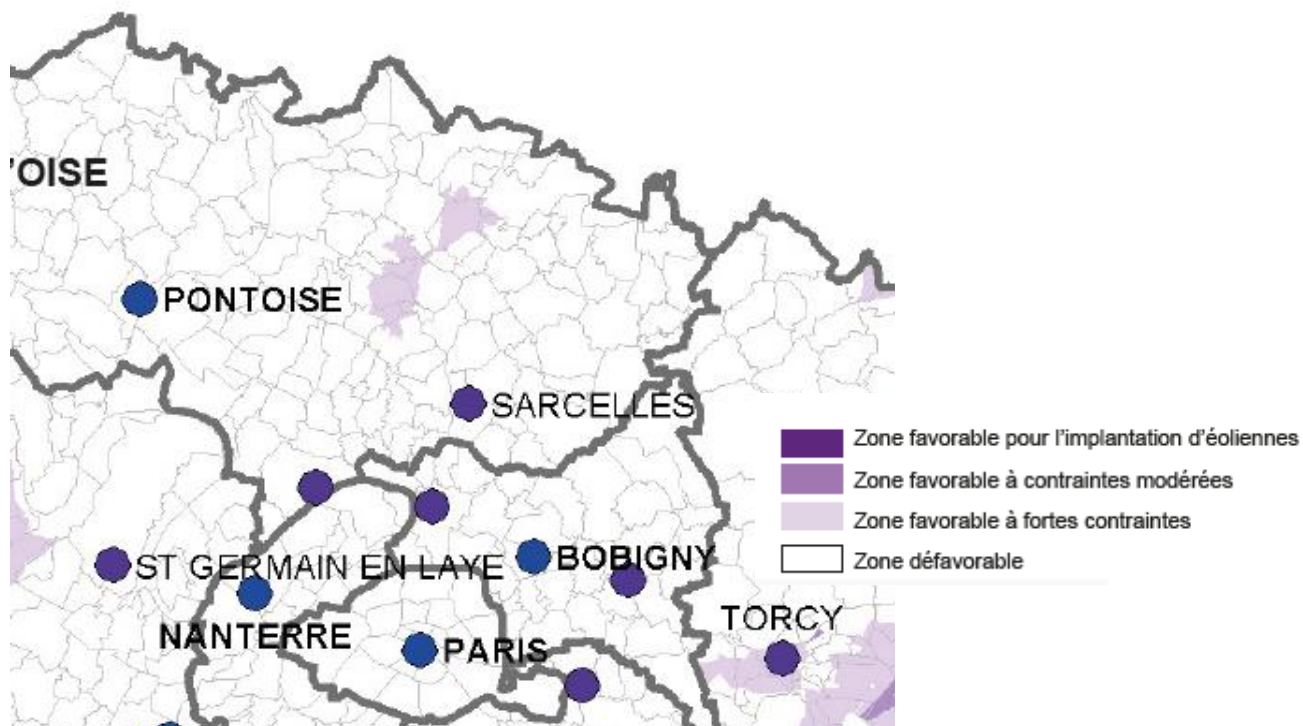 'OISE
PONTOISE
SARCELLES
ST GERMAIN EN LAYE
BOBIGNY
NANTERRE
PARIS
TORCY
Zone favorable pour l'implantation d'éoliennes
Zone favorable à contraintes modérées
Zone favorable à fortes contraintes
Zone défavorable